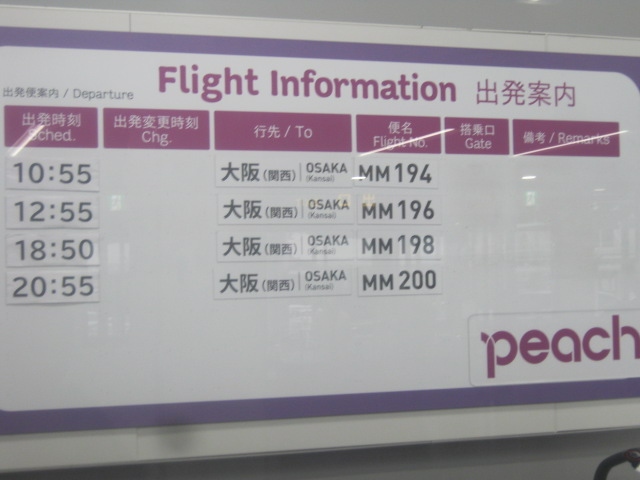 Flight Information 出発案内
出発便案内 / Departure
出発時刻 Sched. 出発変更時刻 Chg. 行先 / To 便名 Flight No. 搭乗口 Gate 備考 / Remarks
10:55 大阪(関西) OSAKA (Kansai) MM194
12:55 大阪(関西) OSAKA (Kansai) MM196
18:50 大阪(関西) OSAKA (Kansai) MM198
20:55 大阪(関西) OSAKA (Kansai) MM200
peach